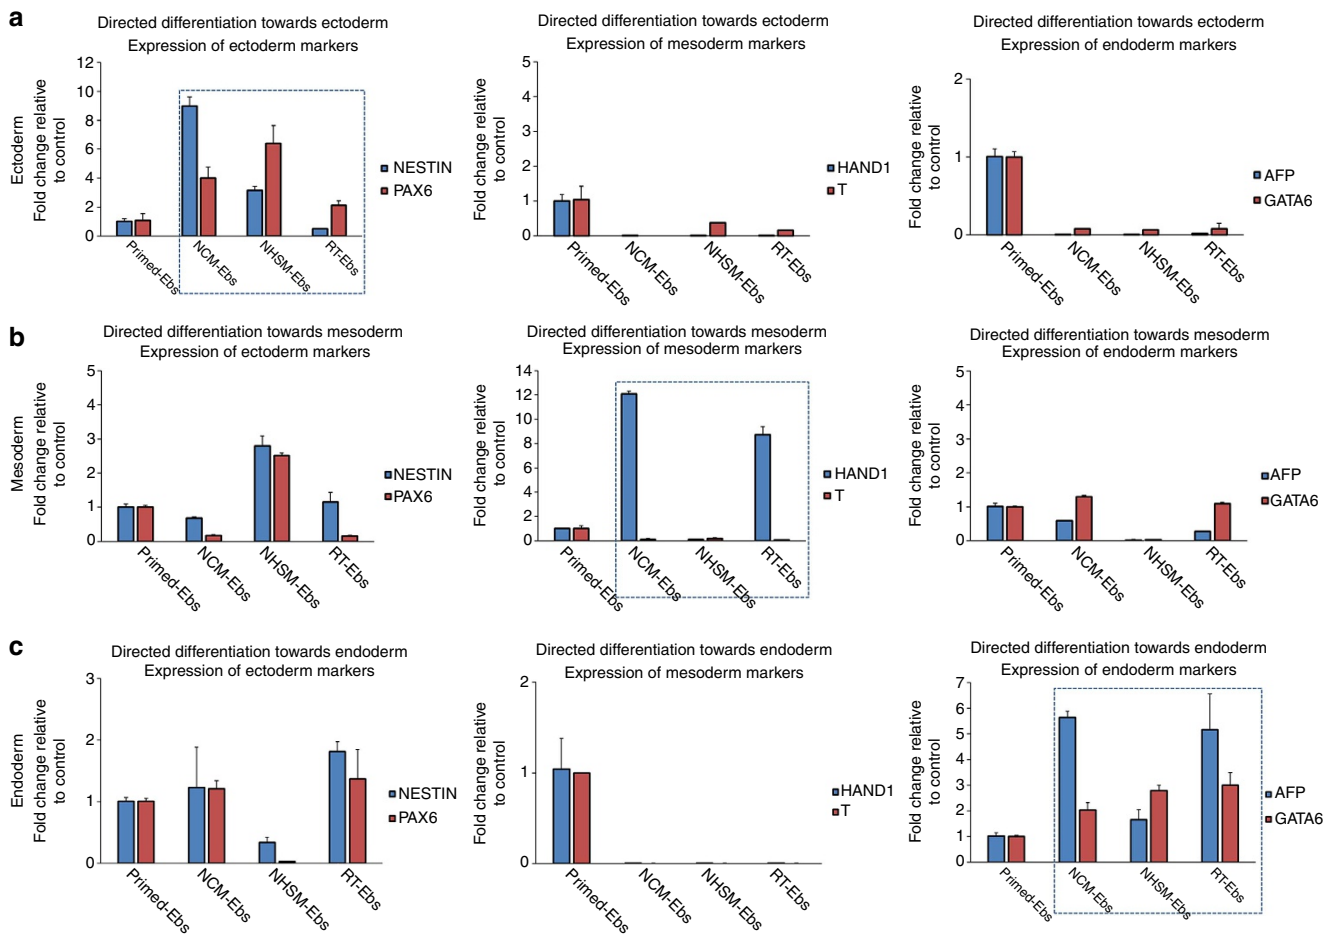 a
Directed differentiation towards ectoderm
Expression of ectoderm markers
Ectoderm
Fold change relative
to control
12
10
8
6
4
2
0
Primed-Ebs
NCM-Ebs
NHSM-Ebs
RT-Ebs
NESTIN
PAX6
Directed differentiation towards ectoderm
Expression of mesoderm markers
Fold change relative
to control
5
4
3
2
1
0
Primed-Ebs
NCM-Ebs
NHSM-Ebs
RT-Ebs
HAND1
T
Directed differentiation towards ectoderm
Expression of endoderm markers
Fold change relative
to control
2
1
0
Primed-Ebs
NCM-Ebs
NHSM-Ebs
RT-Ebs
AFP
GATA6
b
Directed differentiation towards mesoderm
Expression of ectoderm markers
Mesoderm
Fold change relative
to control
5
4
3
2
1
0
Primed-Ebs
NCM-Ebs
NHSM-Ebs
RT-Ebs
NESTIN
PAX6
Directed differentiation towards mesoderm
Expression of mesoderm markers
Fold change relative
to control
14
12
10
8
6
4
2
0
Primed-Ebs
NCM-Ebs
NHSM-Ebs
RT-Ebs
HAND1
T
Directed differentiation towards mesoderm
Expression of endoderm markers
Fold change relative
to control
5
4
3
2
1
0
Primed-Ebs
NCM-Ebs
NHSM-Ebs
RT-Ebs
AFP
GATA6
c
Directed differentiation towards endoderm
Expression of ectoderm markers
Endoderm
Fold change relative
to control
3
2
1
0
Primed-Ebs
NCM-Ebs
NHSM-Ebs
RT-Ebs
NESTIN
PAX6
Directed differentiation towards endoderm
Expression of mesoderm markers
Fold change relative
to control
2
1
0
Primed-Ebs
NCM-Ebs
NHSM-Ebs
RT-Ebs
HAND1
T
Directed differentiation towards endoderm
Expression of endoderm markers
Fold change relative
to control
7
6
5
4
3
2
1
0
Primed-Ebs
NCM-Ebs
NHSM-Ebs
RT-Ebs
AFP
GATA6